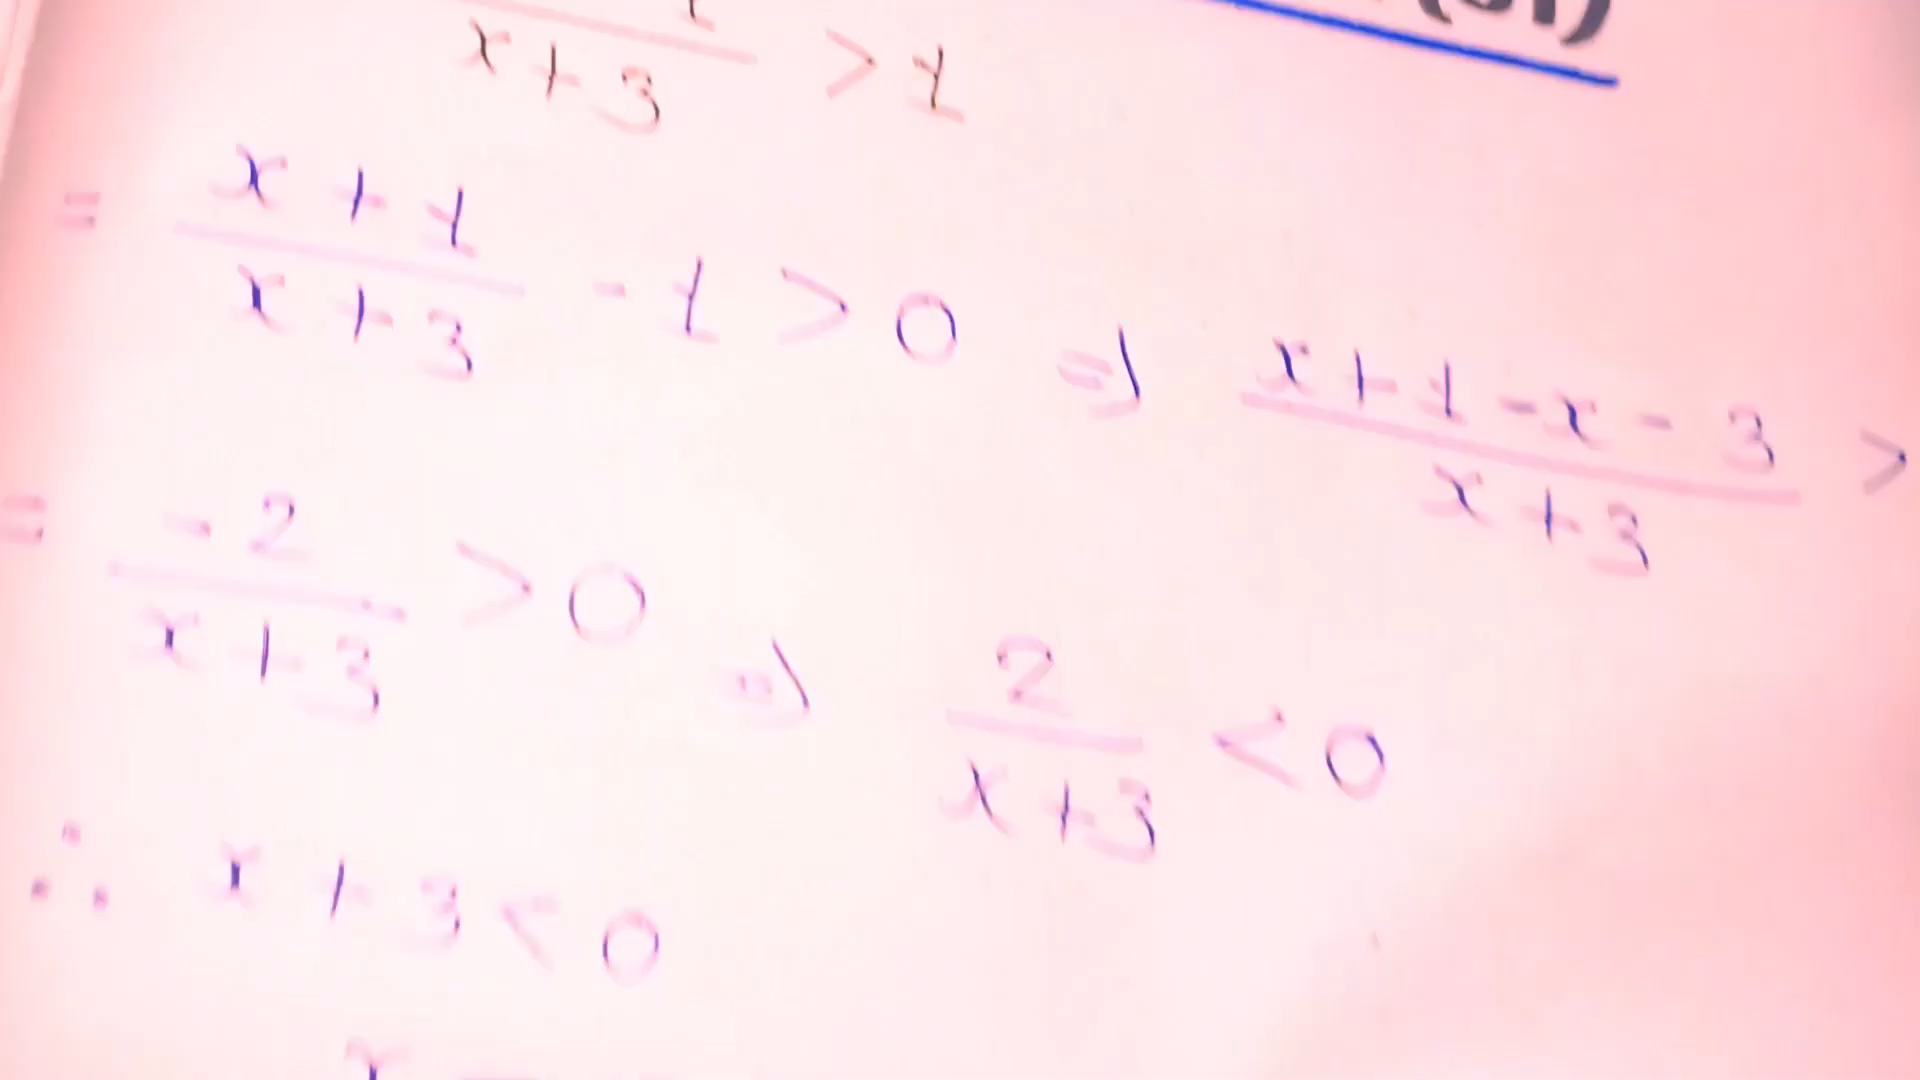 x+3 > 1
= x + 1 / x + 3 - 1 > 0 => x + 1 - x - 3 / x + 3 >
= -2 / x + 3 > 0 => 2 / x + 3 < 0
∴ x + 3 < 0
x